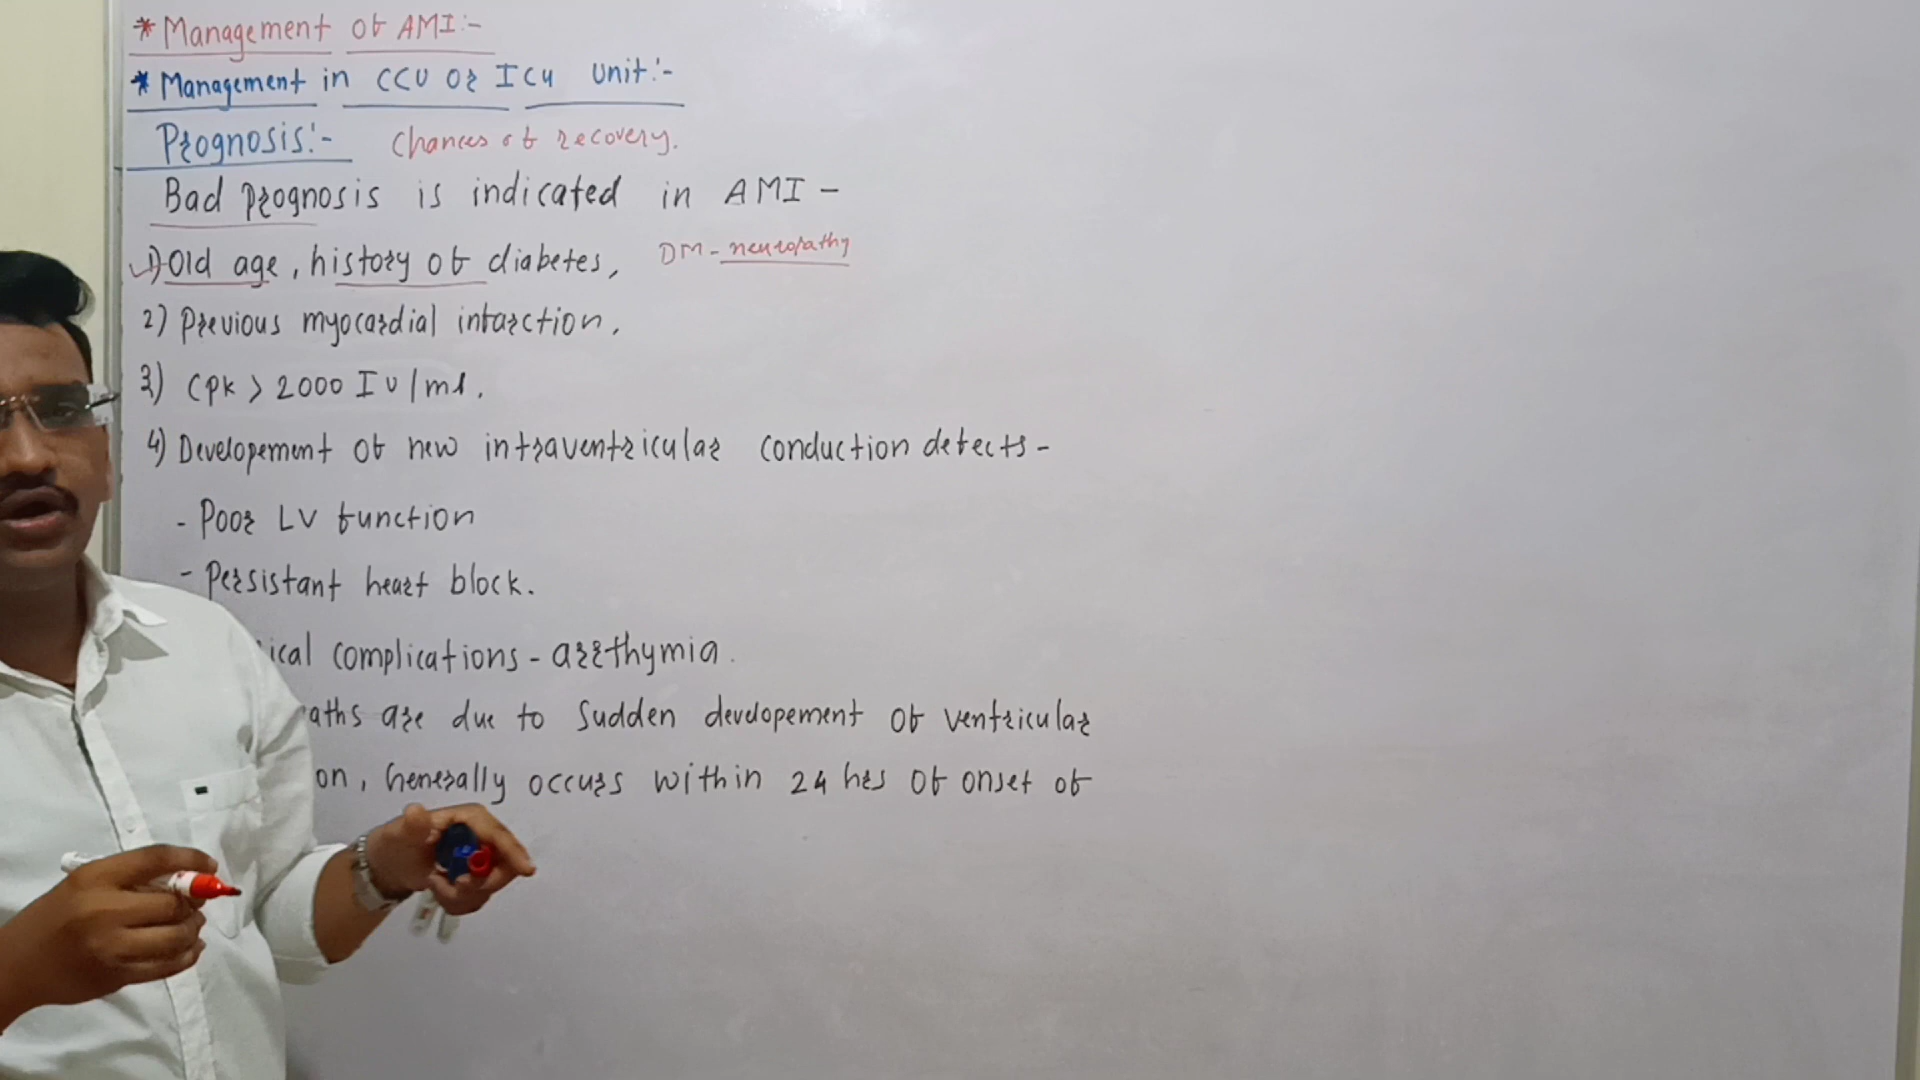 * Management of AMI:-
* Management in CCU or ICU Unit:-
Prognosis:- Chances of recovery.
Bad prognosis is indicated in AMI -
1) Old age, history of diabetes, DM - neuropathy
2) Previous myocardial infarction.
3) CPK > 2000 IU/ml.
4) Developement of new intraventricular conduction defects -
- Poor LV function
- Persistant heart block.
ical complications - arrthymia.
aths are due to Sudden developement of ventricular
on, Generally occurs within 24 hrs of onset of